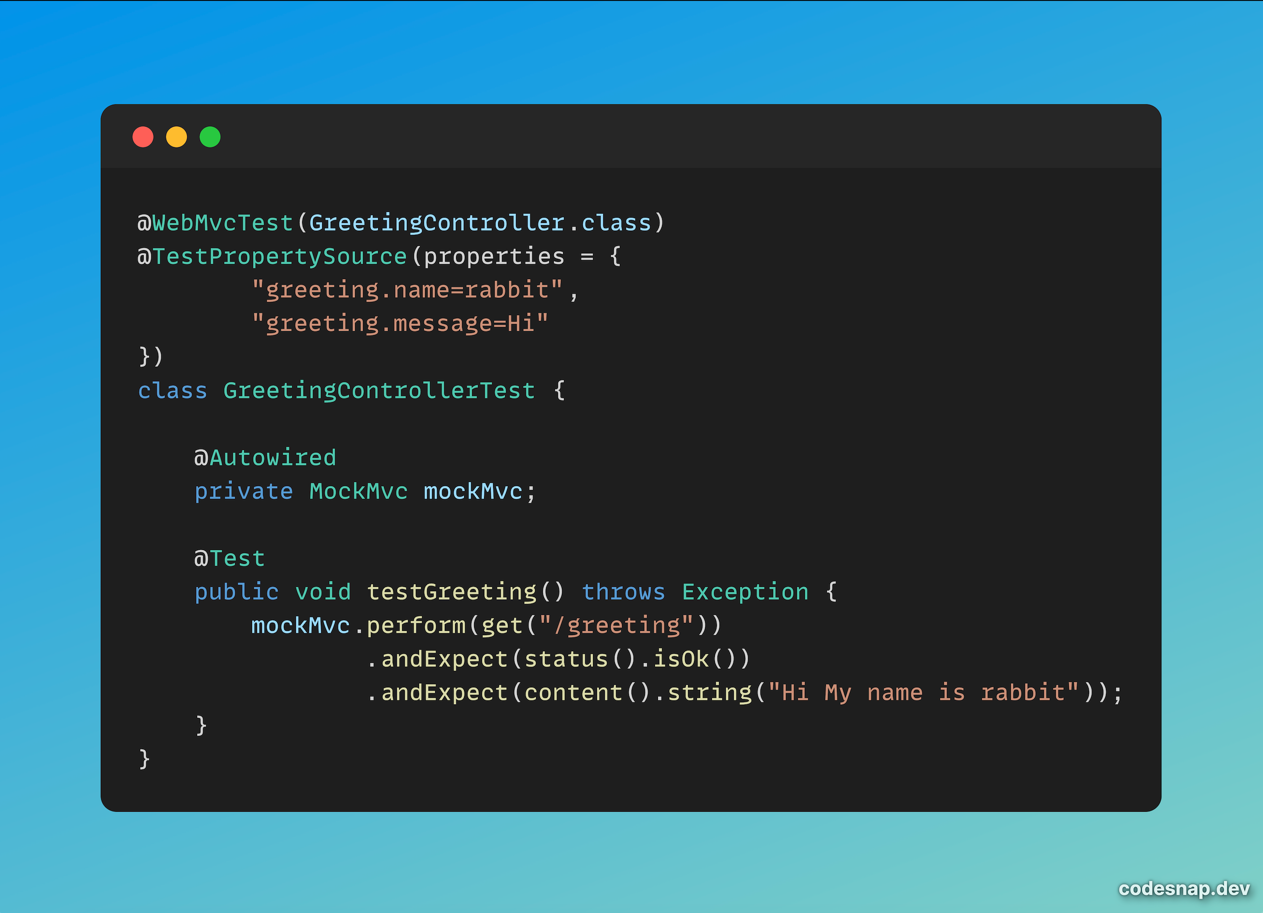 @WebMvcTest(GreetingController.class)
@TestPropertySource(properties = {
        "greeting.name=rabbit",
        "greeting.message=Hi"
})
class GreetingControllerTest {

    @Autowired
    private MockMvc mockMvc;

    @Test
    public void testGreeting() throws Exception {
        mockMvc.perform(get("/greeting"))
                .andExpect(status().isOk())
                .andExpect(content().string("Hi My name is rabbit"));
    }
}
codesnap.dev